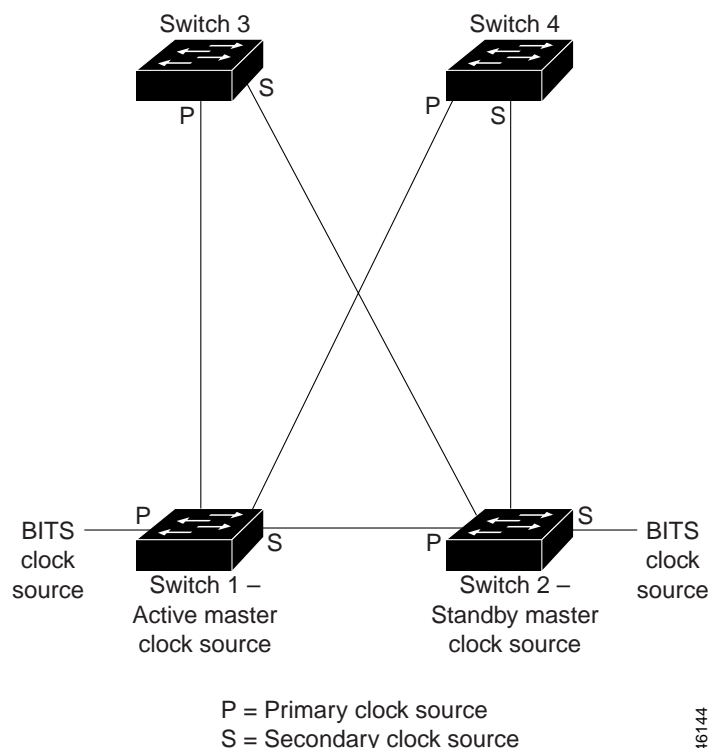 Switch 3
Switch 4
S
P
P
S
P
S
P
S
BITS
clock
source
BITS
clock
source
Switch 1 –
Active master
clock source
Switch 2 –
Standby master
clock source
P = Primary clock source
S = Secondary clock source
46144